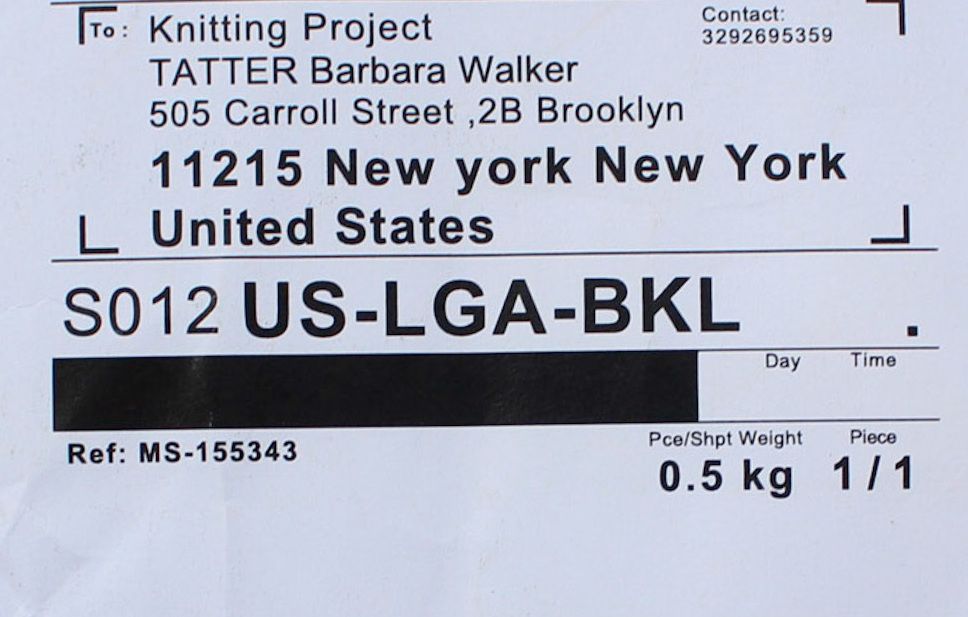 To: Knitting Project
Contact:
3292695359
TATTER Barbara Walker
505 Carroll Street ,2B Brooklyn
11215 New york New York
United States
S012 US-LGA-BKL .
Day Time
Ref: MS-155343
Pce/Shpt Weight Piece
0.5 kg 1/1